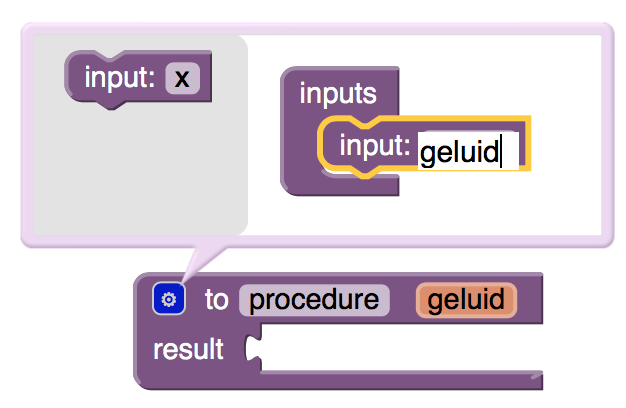 input: x
inputs
input: geluid
to procedure geluid
result